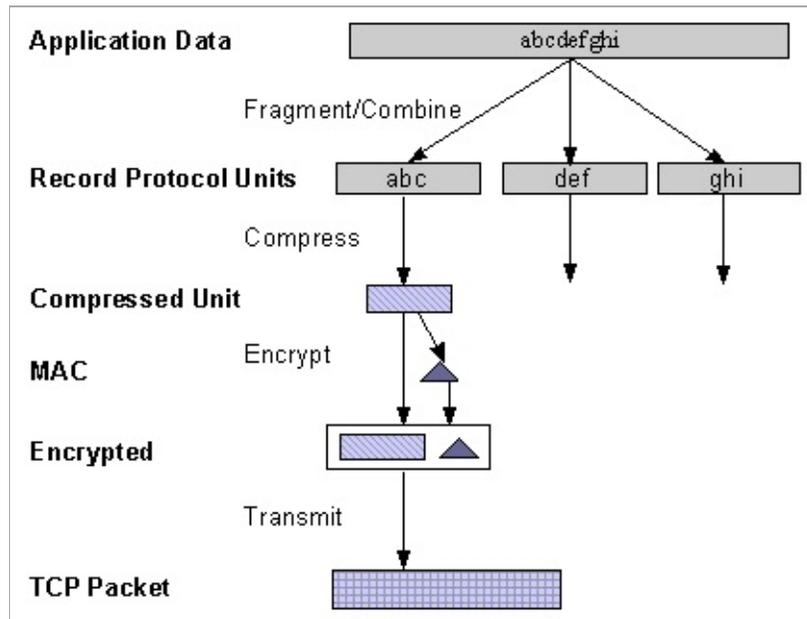 Application Data
abcdefghi
Fragment/Combine
Record Protocol Units
abc
def
ghi
Compress
Compressed Unit
Encrypt
MAC
Encrypted
Transmit
TCP Packet